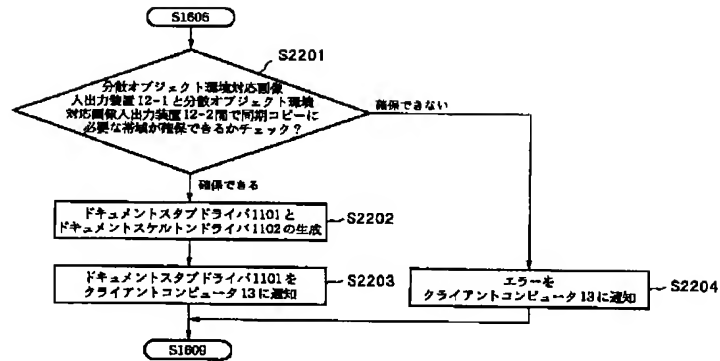 S1606
S2201
分散オブジェクト環境対応画像
入出力装置12-1と分散オブジェクト環境
対応画像入出力装置12-2間で同期コピーに
必要な帯域が確保できるかチェック？
確保できない
確保できる
ドキュメントスタブドライバ1101と
ドキュメントスケルトンドライバ1102の生成
S2202
ドキュメントスタブドライバ1101を
クライアントコンピュータ13に通知
S2203
エラーを
クライアントコンピュータ13に通知
S2204
S1609